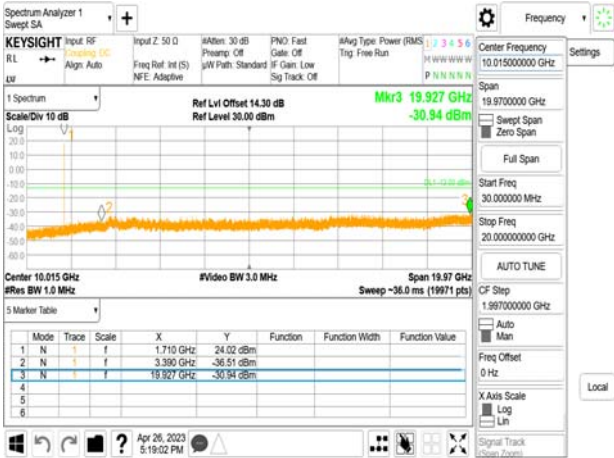 Spectrum Analyzer 1
Swept SA
+
Frequency
KEYSIGHT
RL
Input: RF
Coupling: DC
Align: Auto
Input Z: 50 Ω
Freq Ref: Int (S)
NFE: Adaptive
#Atten: 30 dB
Preamp: Off
µW Path: Standard
PNO: Fast
Gate: Off
IF Gain: Low
Sig Track: Off
#Avg Type: Power (RMS
Trig: Free Run
1 2 3 4 5 6
M W W W W W
P N N N N N
Center Frequency
10.015000000 GHz
Settings
1 Spectrum
Scale/Div 10 dB
Ref Lvl Offset 14.30 dB
Ref Level 30.00 dBm
Mkr3 19.927 GHz
-30.94 dBm
Span
19.9700000 GHz
Swept Span
Zero Span
Full Span
Log
20.0
10.0
0.00
-10.0
-20.0
-30.0
-40.0
-50.0
-60.0
1
2
3
Start Freq
30.000000 MHz
Stop Freq
20.000000000 GHz
AUTO TUNE
Center 10.015 GHz
#Res BW 1.0 MHz
#Video BW 3.0 MHz
Span 19.97 GHz
Sweep ~36.0 ms (19971 pts)
CF Step
1.997000000 GHz
Auto
Man
5 Marker Table
Mode Trace Scale X Y Function Function Width Function Value
1 N 1 f 1.710 GHz 24.02 dBm
2 N 1 f 3.390 GHz -36.51 dBm
3 N 1 f 19.927 GHz -30.94 dBm
4
5
6
Freq Offset
0 Hz
X Axis Scale
Log
Lin
Local
Signal Track
(Span Zoom)
?
Apr 26, 2023
5:19:02 PM